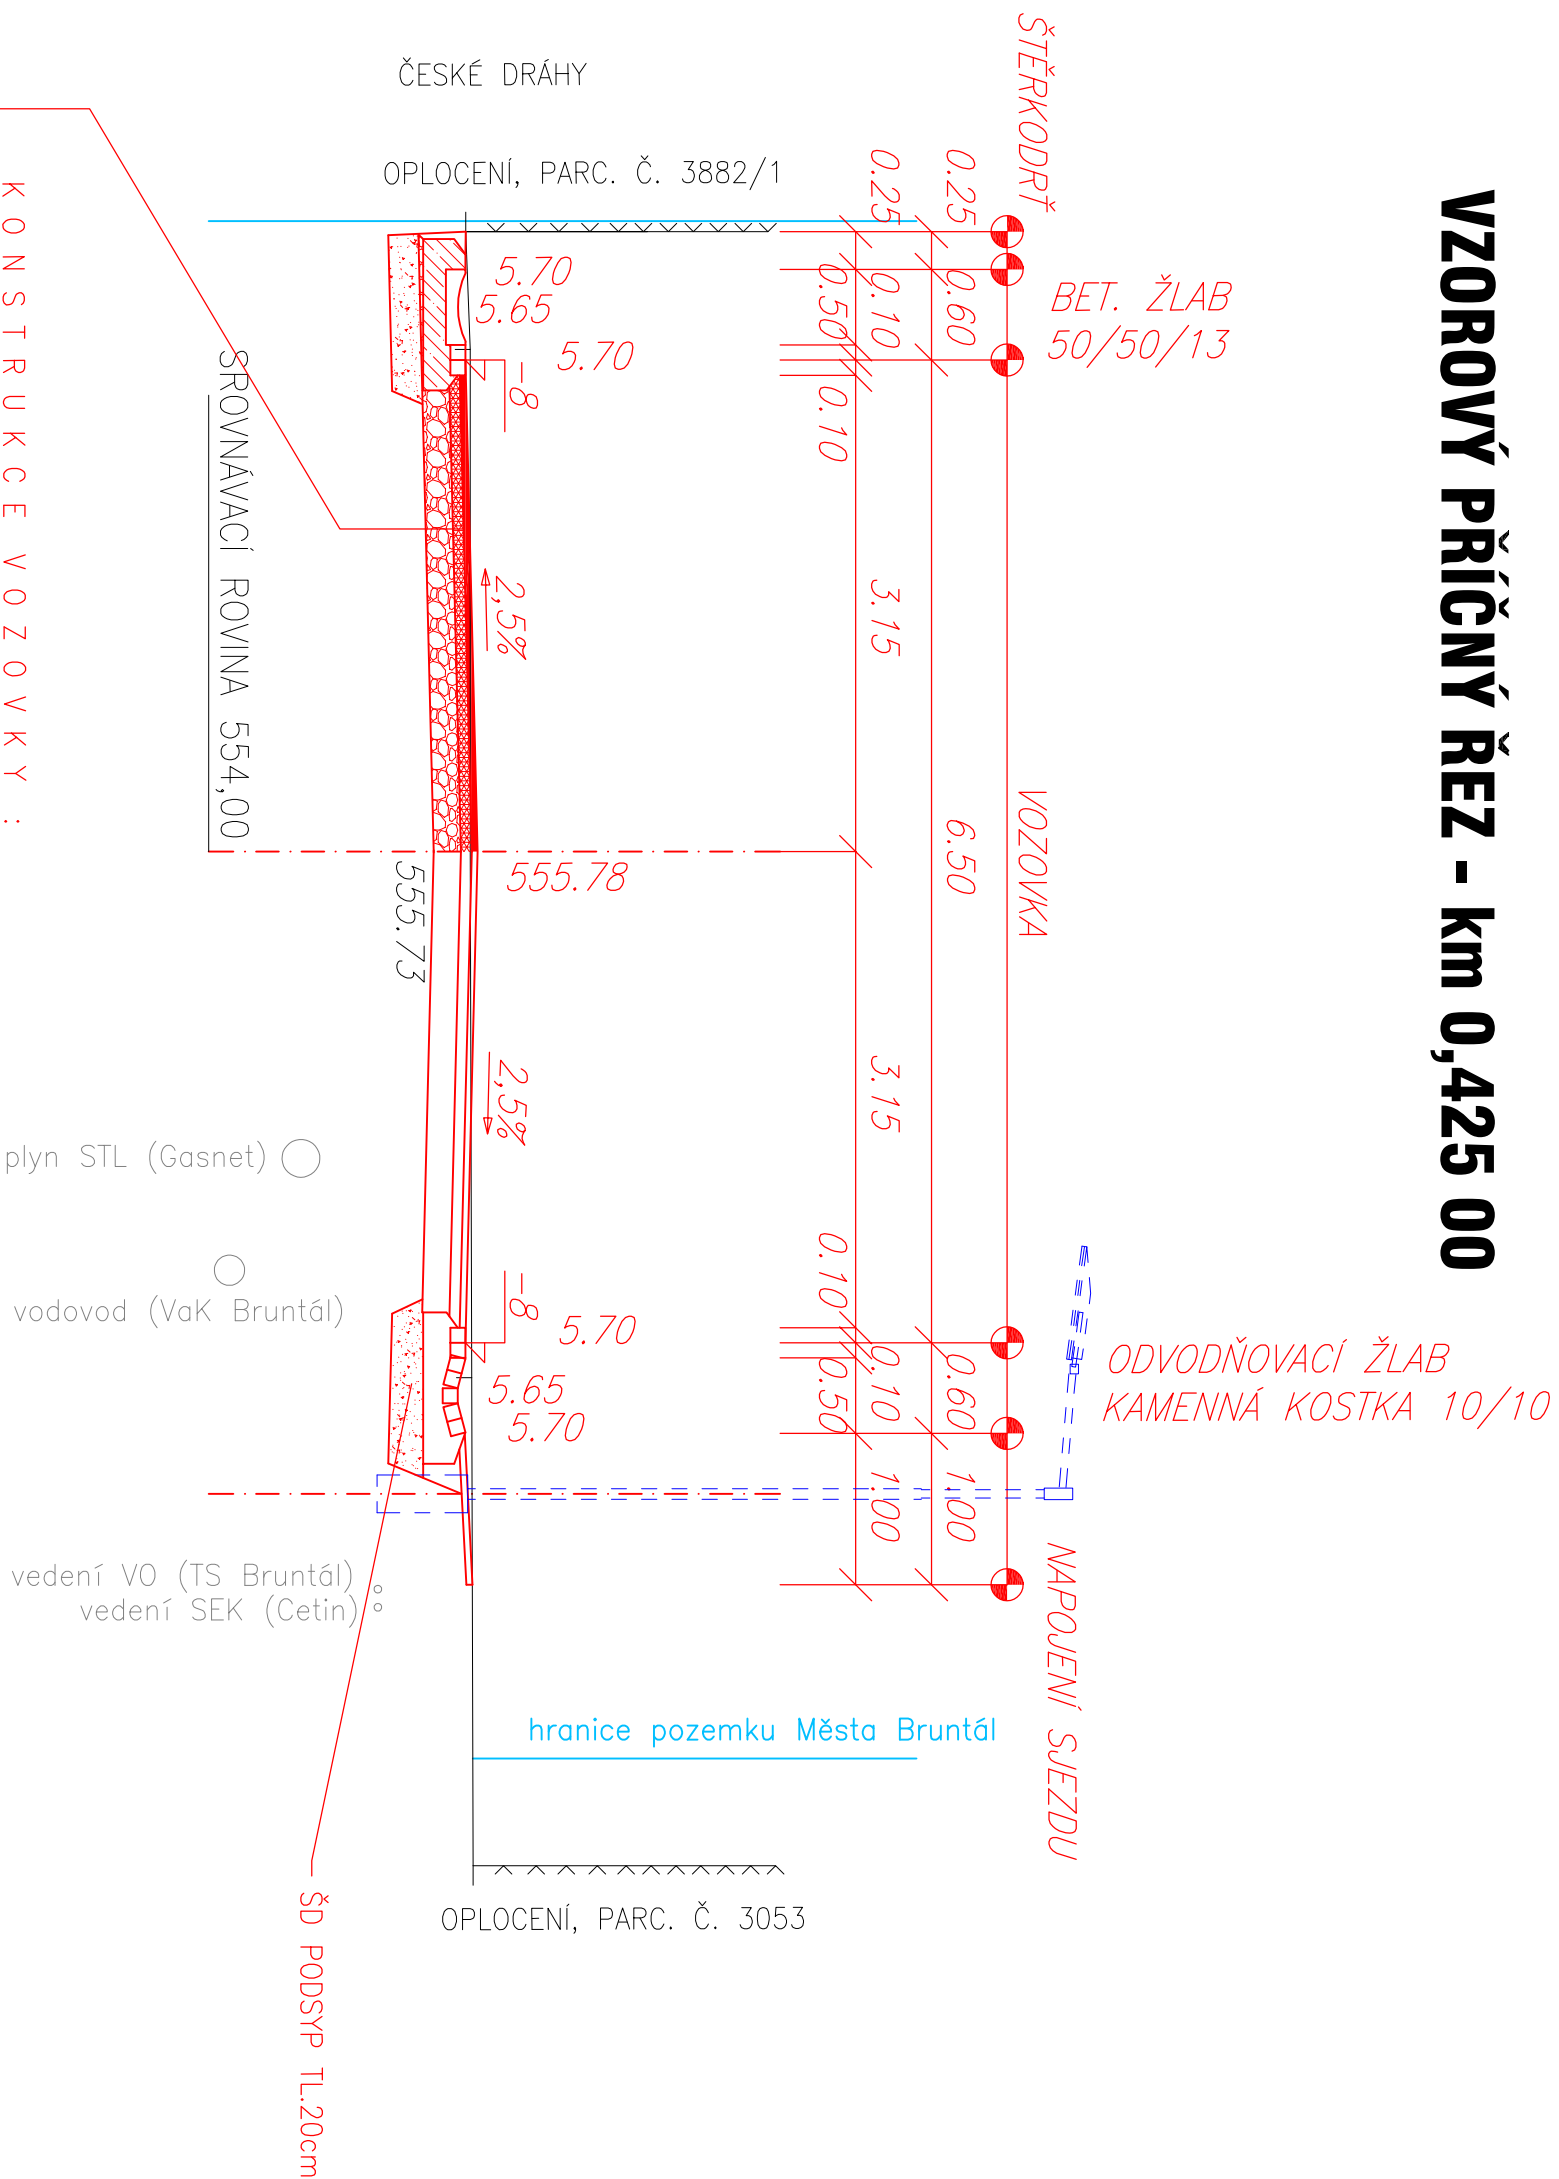 VZOROVÝ PŘÍČNÝ ŘEZ - km 0,425 00
ŠTĚRKODRŤ
BET. ŽLAB
50/50/13
VOZOVKA
ODVODŇOVACÍ ŽLAB
KAMENNÁ KOSTKA 10/10
NAPOJENÍ SJEZDU
0.25
0.60
6.50
0.60
1.00
0.25
0.10
3.15
3.15
0.10
1.00
0.50
0.10
0.10
0.50
ČESKÉ DRÁHY
OPLOCENÍ, PARC. Č. 3882/1
5.70
5.65
5.70
-8
2,5%
555.78
2,5%
-8
5.70
5.65
5.70
555.73
SROVNÁVACÍ ROVINA 554,00
KONSTRUKCE VOZOVKY :
plyn STL (Gasnet)
vodovod (VaK Bruntál)
vedení VO (TS Bruntál)
vedení SEK (Cetin)
hranice pozemku Města Bruntál
OPLOCENÍ, PARC. Č. 3053
ŠD PODSYP TL.20cm